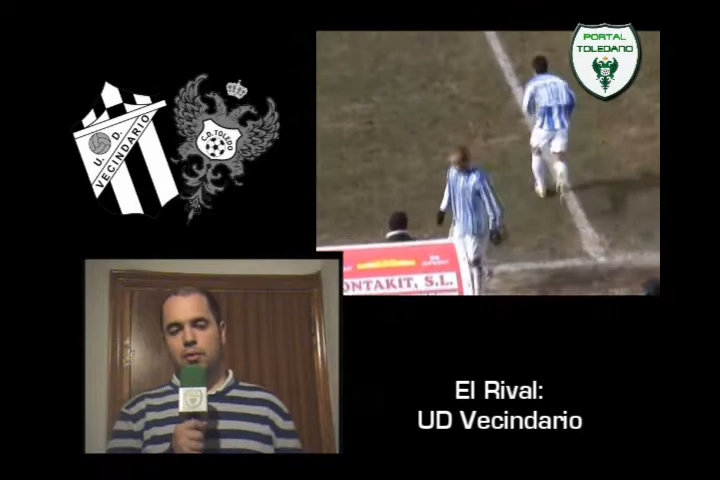 PORTAL
TOLEDANO
U.D.
VECINDARIO
C.D. TOLEDO
ONTAKIT, S.L.
El Rival:
UD Vecindario